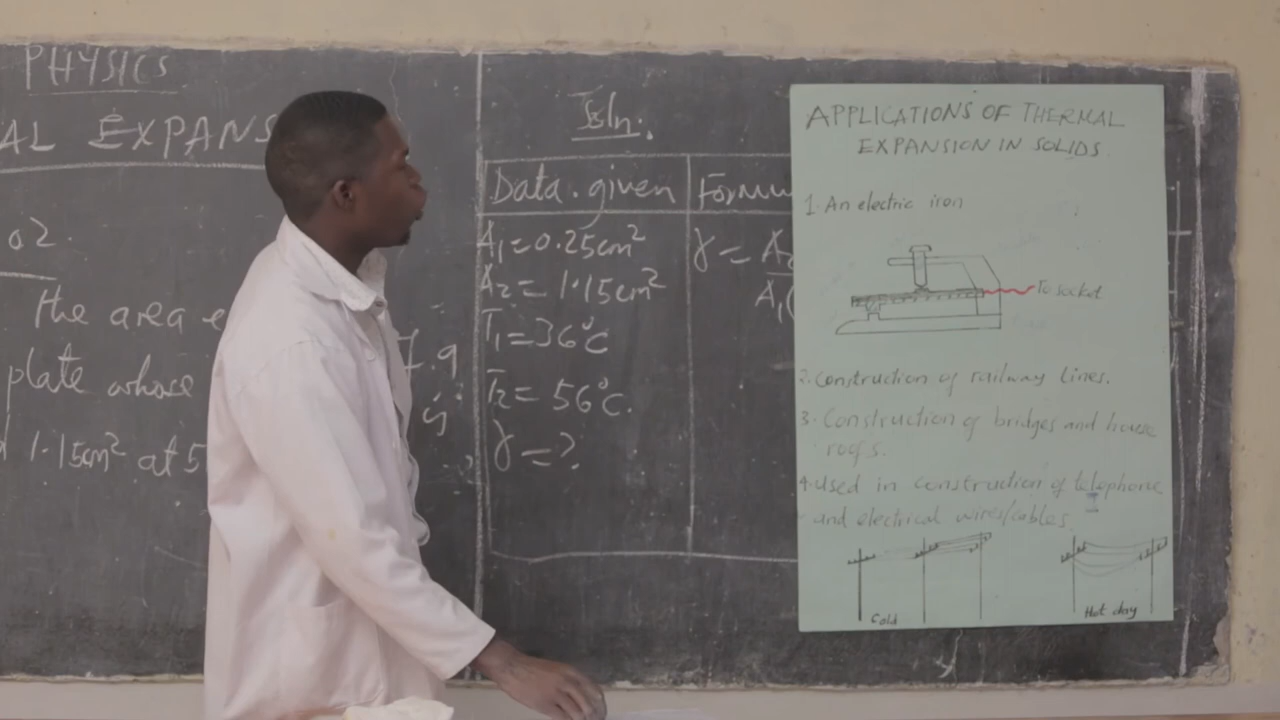 PHYSICS
AL EXPANS
02.
the area e
plate whose
1.15cm² at 5
Soln.
Data given
A₁=0.25cm²
A₂=1.15cm²
T₁=36°C
T₂=56°C.
γ=?
Formu
γ = A₂
A₁(
APPLICATIONS OF THERMAL
EXPANSION IN SOLIDS
1. An electric iron
To socket
2. Construction of railway lines.
3. Construction of bridges and house
roofs.
4. Used in construction of telephone
and electrical wires/cables.
Cold
Hot day